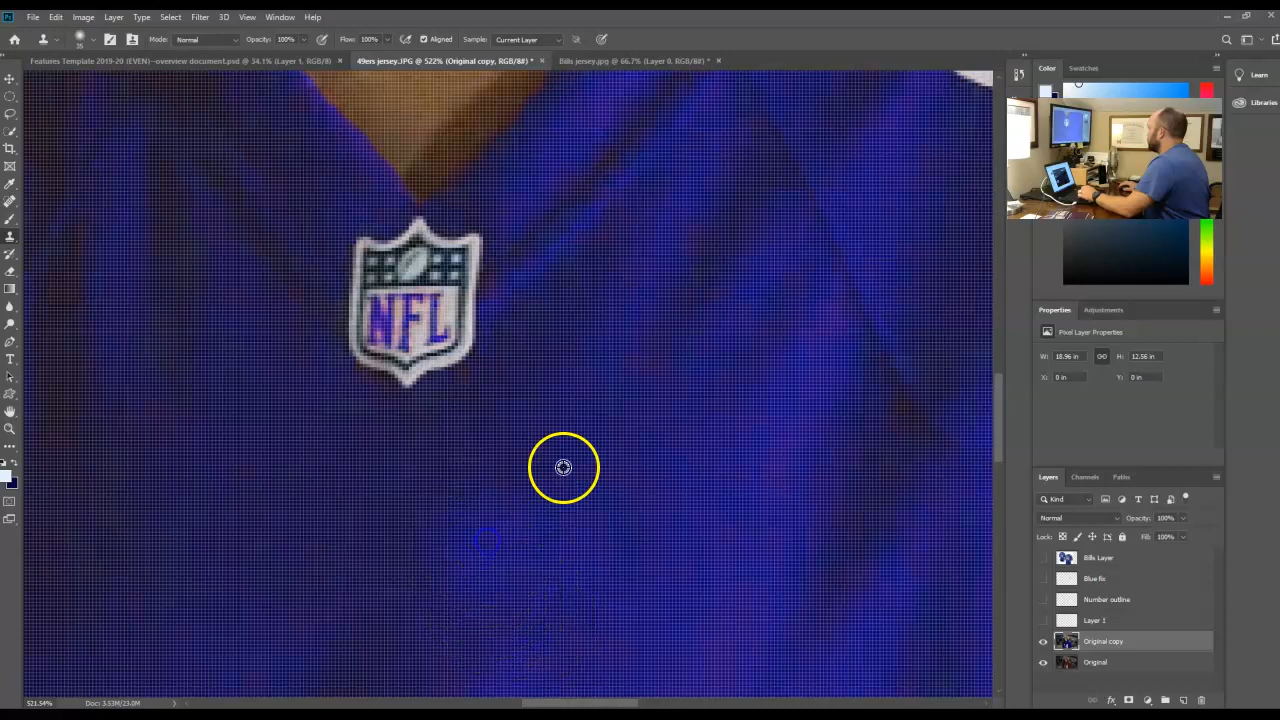 Ps File Edit Image Layer Type Select Filter 3D View Window Help
35 Mode: Normal Opacity: 100% Flow: 100% Aligned Sample: Current Layer
Features Template 2019-20 (EVEN)--overview document.psd @ 34.1% (Layer 1, RGB/8) × 49ers jersey.JPG @ 522% (Original copy, RGB/8#) * × Bills jersey.jpg @ 66.7% (Layer 0, RGB/8#) * ×
Color Swatches
Learn
Libraries
NFL
Properties Adjustments
Pixel Layer Properties
W: 18.96 in H: 12.56 in
X: 0 in Y: 0 in
Layers Channels Paths
Kind
Normal Opacity: 100%
Lock: Fill: 100%
Bills Layer
Blue fix
Number outline
Layer 1
Original copy
Original
521.54% Doc: 3.53M/23.0M